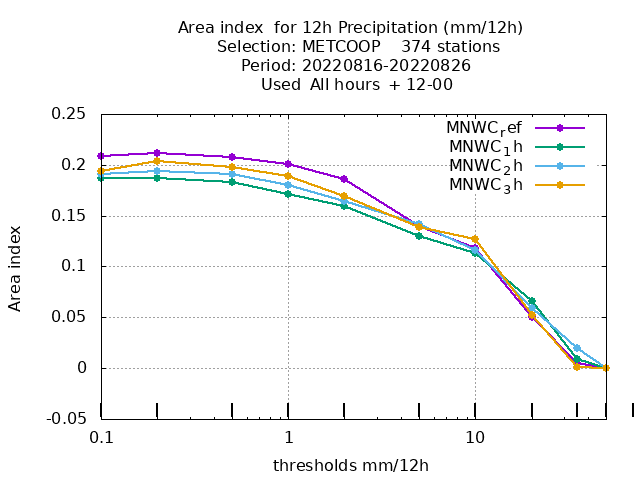 Area index  for 12h Precipitation (mm/12h)
Selection: METCOOP    374 stations
Period: 20220816-20220826
Used  All hours  + 12-00
MNWC_ref
MNWC_1h
MNWC_2h
MNWC_3h
0.25
0.2
0.15
0.1
0.05
0
-0.05
Area index
0.1 1 10
thresholds mm/12h